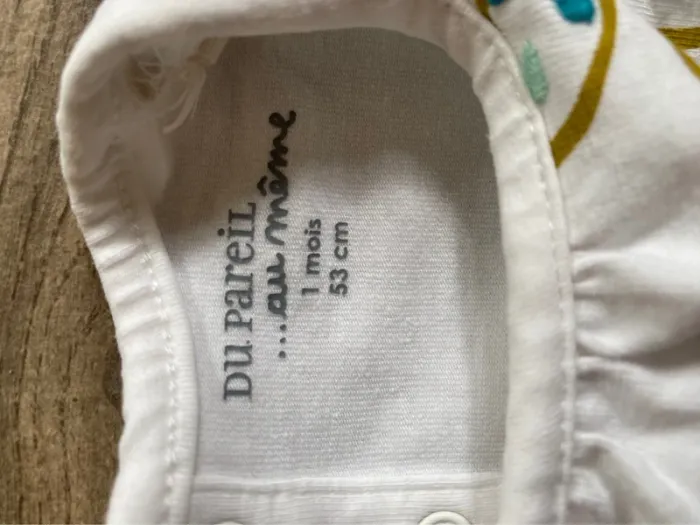 DU PAREIL
...au même
1 mois
53 cm